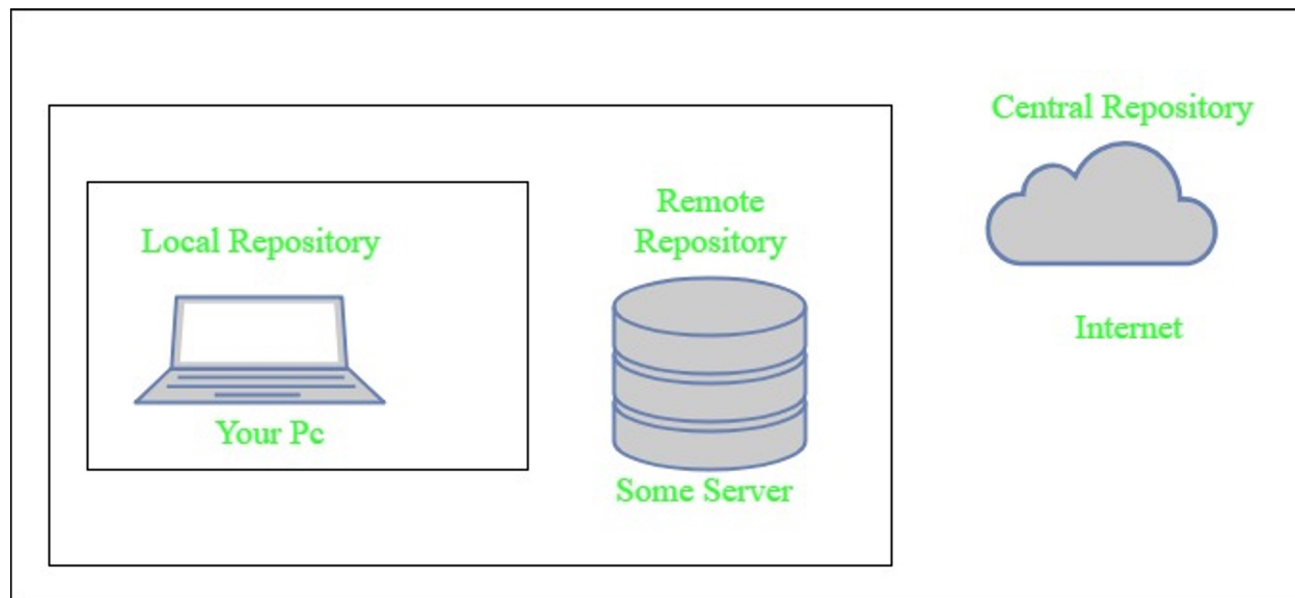 Central Repository
Internet
Remote
Repository
Some Server
Local Repository
Your Pc